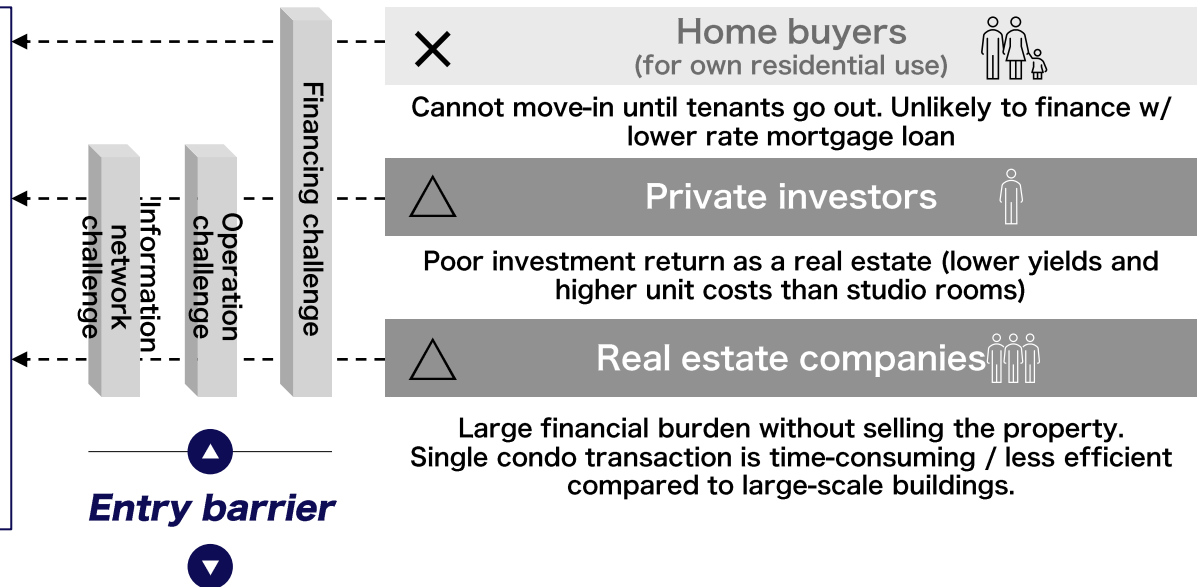 Home buyers
(for own residential use)
Cannot move-in until tenants go out. Unlikely to finance w/
lower rate mortgage loan
Private investors
Poor investment return as a real estate (lower yields and
higher unit costs than studio rooms)
Real estate companies
Large financial burden without selling the property.
Single condo transaction is time-consuming / less efficient
compared to large-scale buildings.
Financing challenge
Operation
challenge
Information
network
challenge
Entry barrier